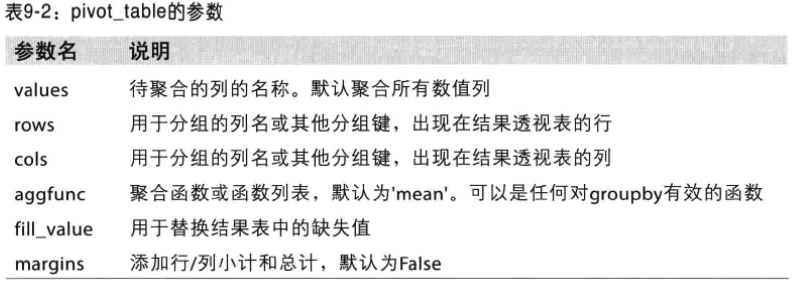 表9-2：pivot_table的参数
参数名 说明
values 待聚合的列的名称。默认聚合所有数值列
rows 用于分组的列名或其他分组键，出现在结果透视表的行
cols 用于分组的列名或其他分组键，出现在结果透视表的列
aggfunc 聚合函数或函数列表，默认为'mean'。可以是任何对groupby有效的函数
fill_value 用于替换结果表中的缺失值
margins 添加行/列小计和总计，默认为False